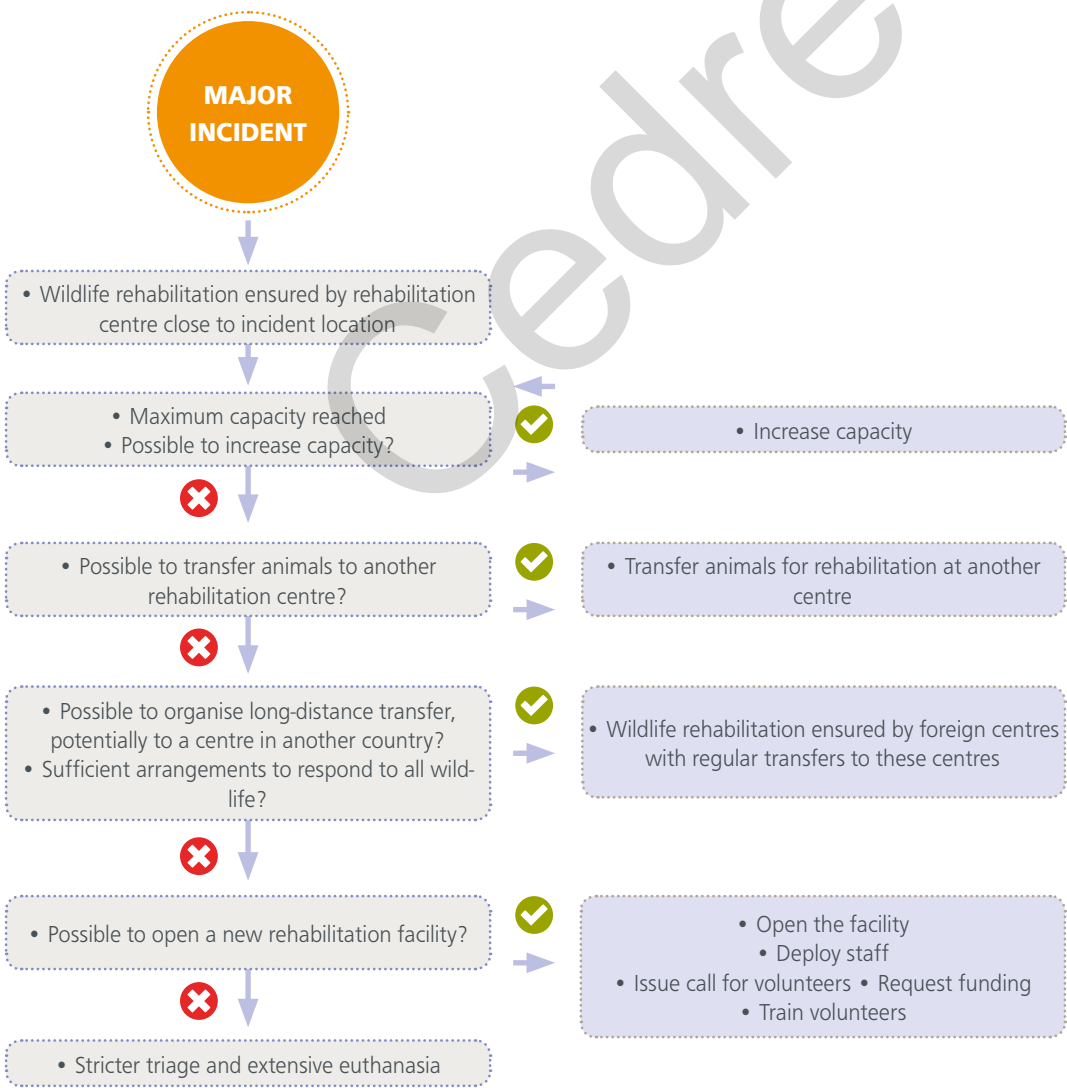 MAJOR
INCIDENT
• Wildlife rehabilitation ensured by rehabilitation
centre close to incident location
• Maximum capacity reached
• Possible to increase capacity?
• Increase capacity
• Possible to transfer animals to another
rehabilitation centre?
• Transfer animals for rehabilitation at another
centre
• Possible to organise long-distance transfer,
potentially to a centre in another country?
• Sufficient arrangements to respond to all wild-
life?
• Wildlife rehabilitation ensured by foreign centres
with regular transfers to these centres
• Possible to open a new rehabilitation facility?
• Open the facility
• Deploy staff
• Issue call for volunteers • Request funding
• Train volunteers
• Stricter triage and extensive euthanasia
Cedre